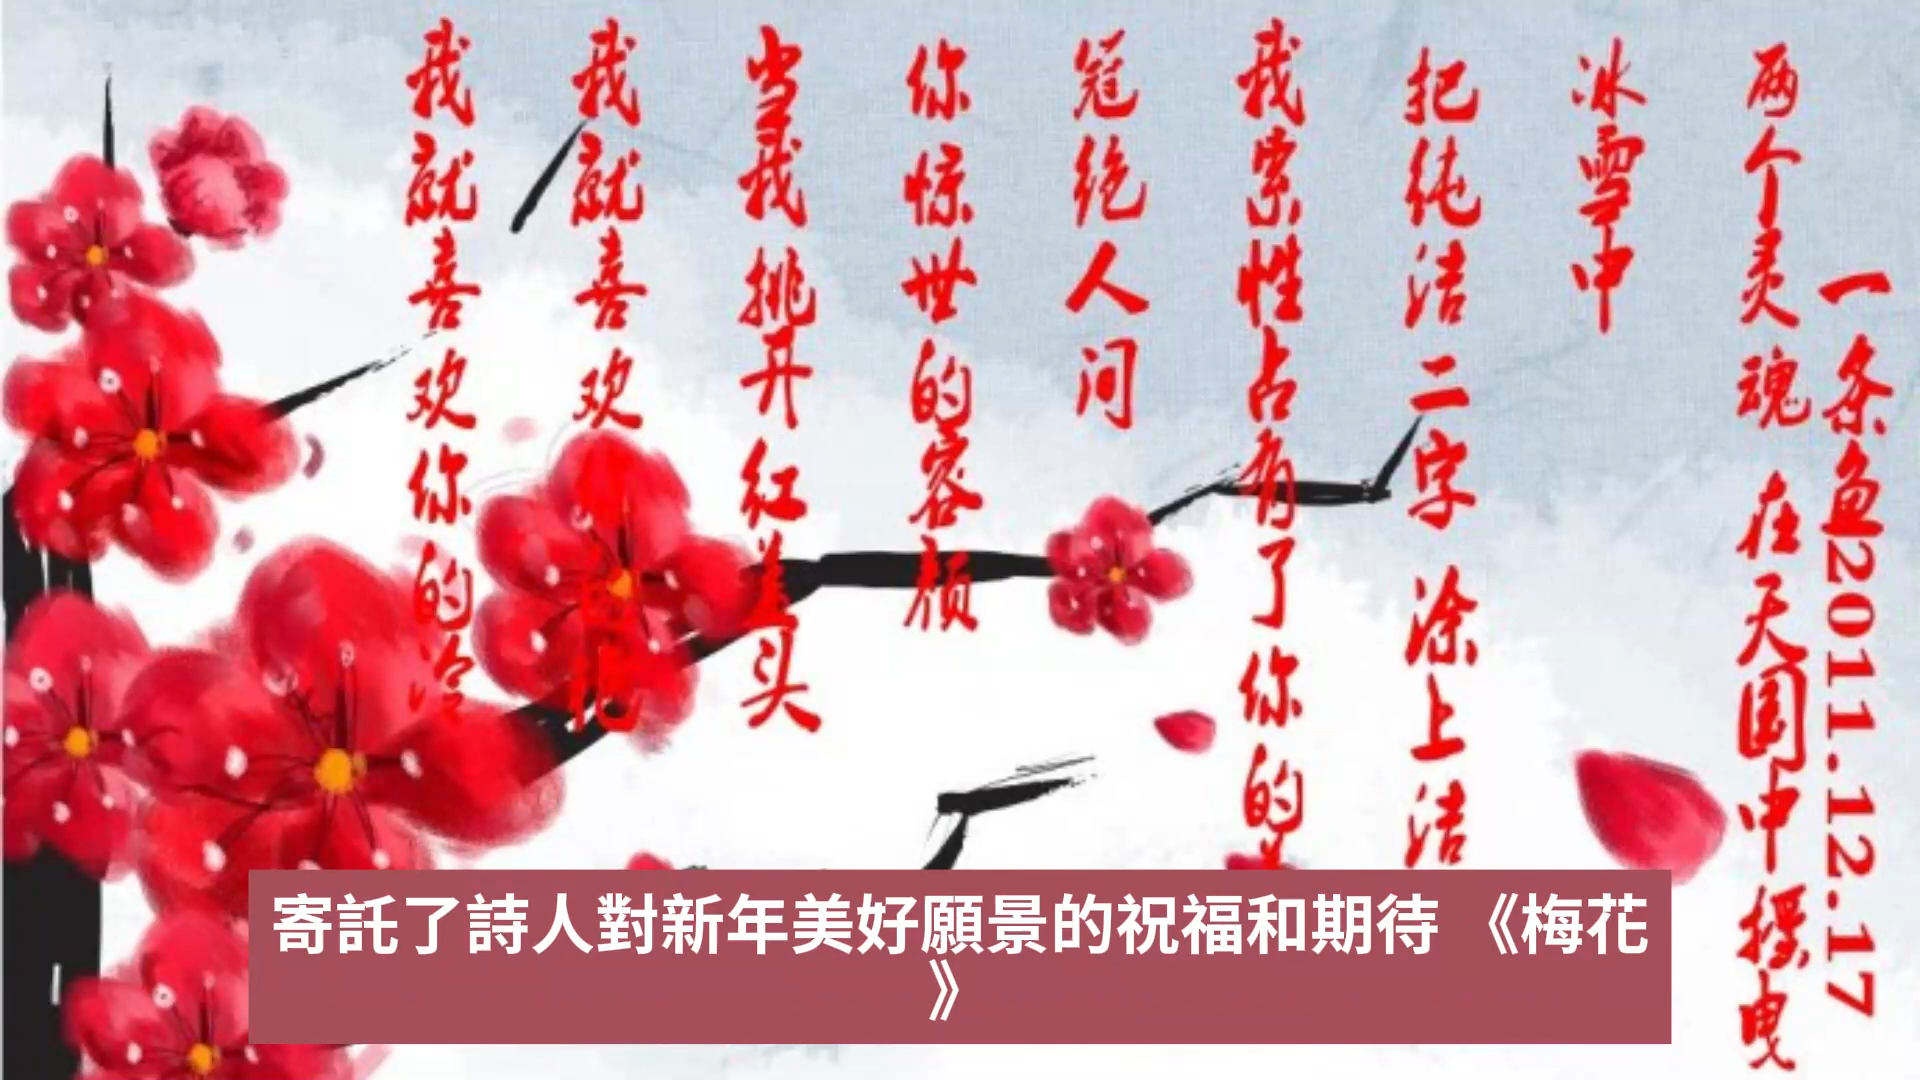 我就喜欢你的冷
我就喜欢
当我挑开红盖头
你惊世的容颜
冠绝人间
我索性占有了你的
把纯洁二字 涂上洁
冰雪中
两个灵魂 在天国中摇曳
一条鱼2011.12.17
寄託了詩人對新年美好願景的祝福和期待 《梅花
》